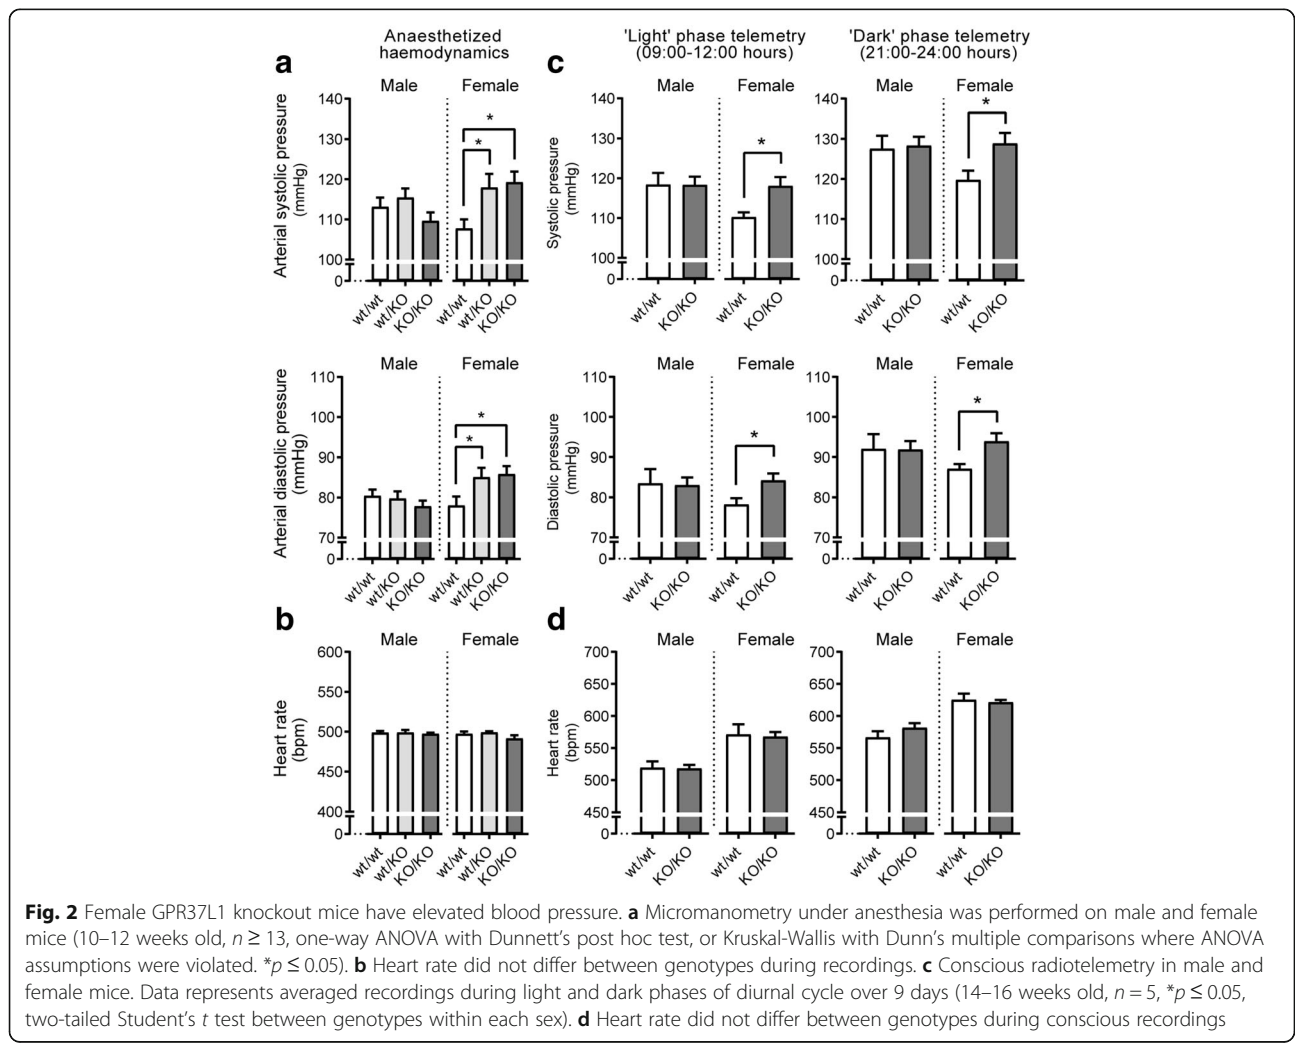 Anaesthetized
haemodynamics
'Light' phase telemetry
(09:00-12:00 hours)
'Dark' phase telemetry
(21:00-24:00 hours)
a
Male
Female
Arterial systolic pressure
(mmHg)
140
130
120
110
100
0
*
*
wt/wt
wt/KO
KO/KO
wt/wt
wt/KO
KO/KO
c
Male
Female
Systolic pressure
(mmHg)
140
130
120
110
100
0
*
wt/wt
KO/KO
wt/wt
KO/KO
Male
Female
140
130
120
110
100
0
*
wt/wt
KO/KO
wt/wt
KO/KO
Male
Female
Arterial diastolic pressure
(mmHg)
110
100
90
80
70
0
*
*
wt/wt
wt/KO
KO/KO
wt/wt
wt/KO
KO/KO
Male
Female
Diastolic pressure
(mmHg)
110
100
90
80
70
0
*
wt/wt
KO/KO
wt/wt
KO/KO
Male
Female
110
100
90
80
70
0
*
wt/wt
KO/KO
wt/wt
KO/KO
b
Male
Female
Heart rate
(bpm)
600
550
500
450
400
0
wt/wt
wt/KO
KO/KO
wt/wt
wt/KO
KO/KO
d
Male
Female
Heart rate
(bpm)
700
650
600
550
500
450
0
wt/wt
KO/KO
wt/wt
KO/KO
Male
Female
700
650
600
550
500
450
0
wt/wt
KO/KO
wt/wt
KO/KO
Fig. 2 Female GPR37L1 knockout mice have elevated blood pressure. a Micromanometry under anesthesia was performed on male and female
mice (10–12 weeks old, n ≥ 13, one-way ANOVA with Dunnett's post hoc test, or Kruskal-Wallis with Dunn's multiple comparisons where ANOVA
assumptions were violated. *p ≤ 0.05). b Heart rate did not differ between genotypes during recordings. c Conscious radiotelemetry in male and
female mice. Data represents averaged recordings during light and dark phases of diurnal cycle over 9 days (14–16 weeks old, n = 5, *p ≤ 0.05,
two-tailed Student's t test between genotypes within each sex). d Heart rate did not differ between genotypes during conscious recordings